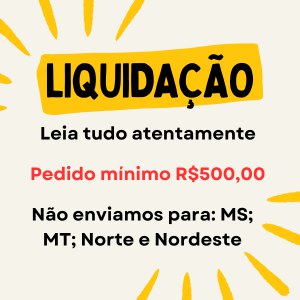 LIQUIDAÇÃO
Leia tudo atentamente
Pedido mínimo R$500,00
Não enviamos para: MS;
MT; Norte e Nordeste